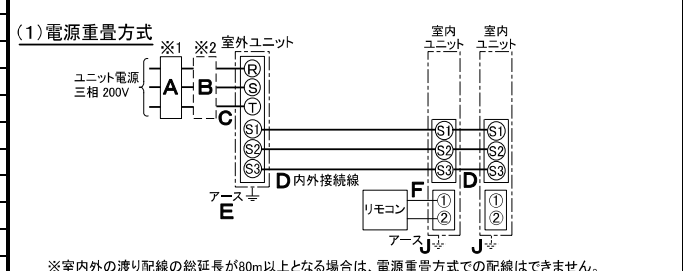 (1)電源重畳方式
※1
※2
室外ユニット
室内
ユニット
室内
ユニット
ユニット電源
三相 200V
A
B
C
R
S
T
S1
S2
S3
S1
S2
S3
S1
S2
S3
D 内外接続線
D
F
リモコン
①
②
①
②
アース
E
アース
J
J
※室内外の渡り配線の総延長が80m以上となる場合は、電源重畳方式での配線はできません。